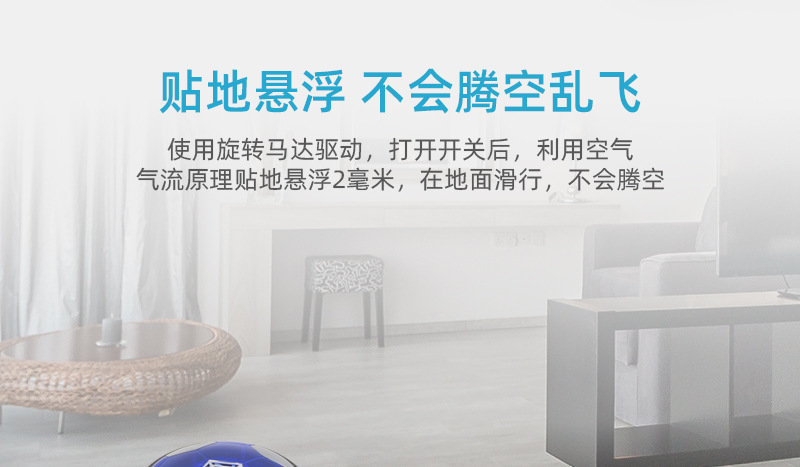 贴地悬浮 不会腾空乱飞
使用旋转马达驱动，打开开关后，利用空气
气流原理贴地悬浮2毫米，在地面滑行，不会腾空